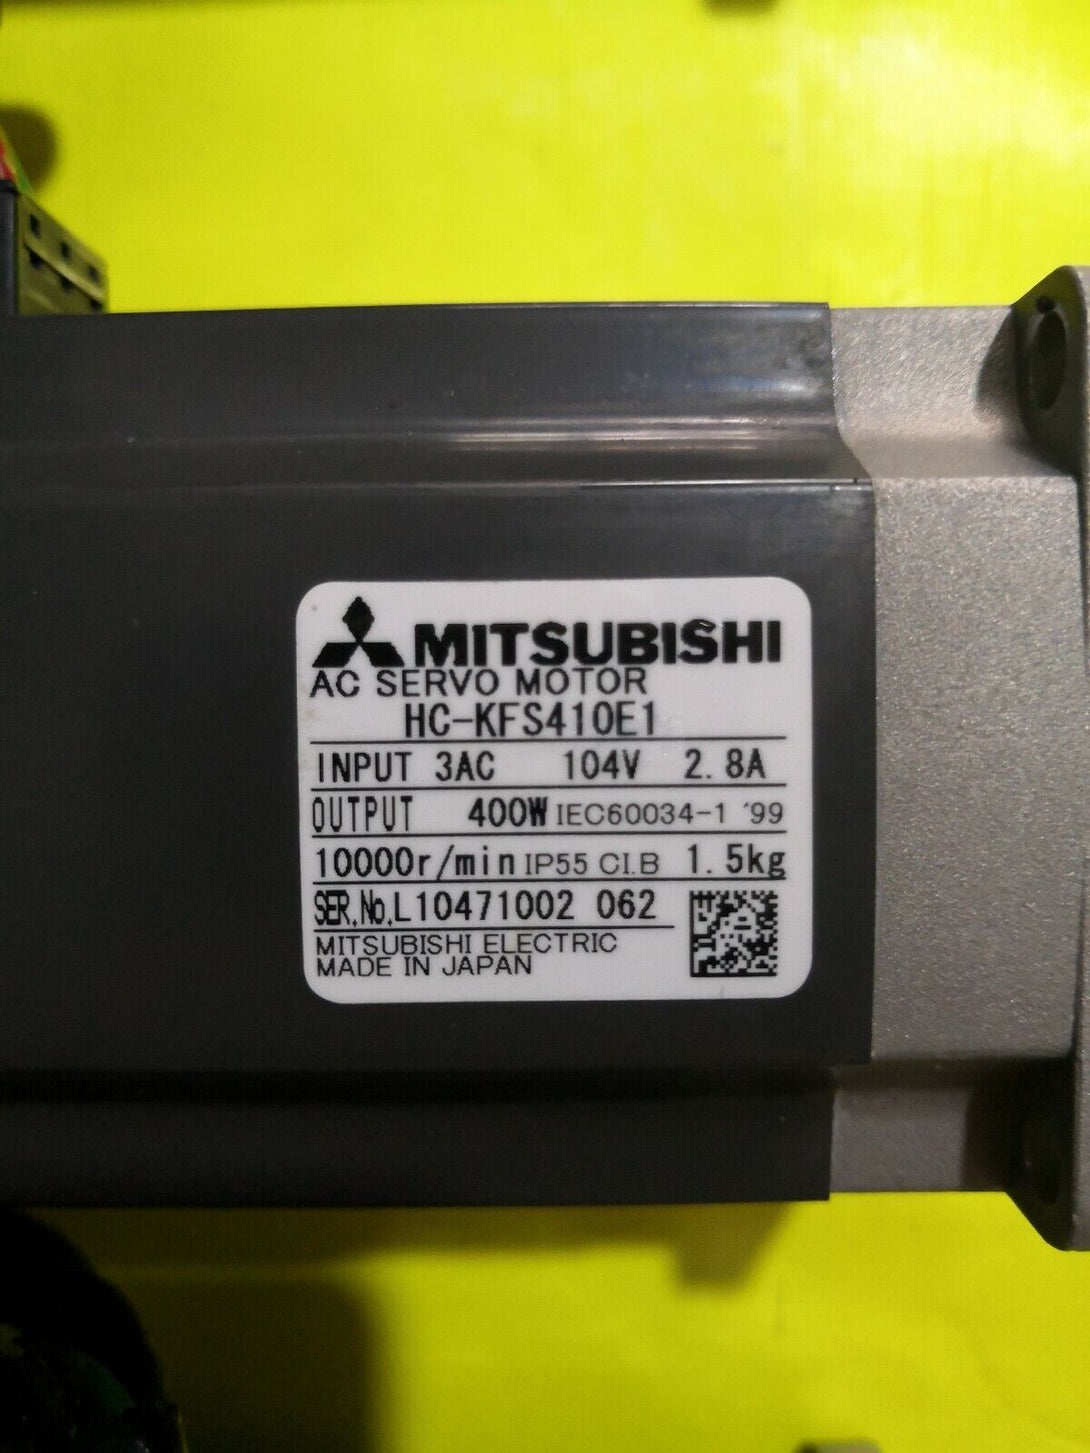 MITSUBISHI
AC SERVO MOTOR
HC-KFS410E1
INPUT 3AC 104V 2.8A
OUTPUT 400W IEC60034-1 '99
10000r/min IP55 CI.B 1.5kg
SER.No.L10471002 062
MITSUBISHI ELECTRIC
MADE IN JAPAN